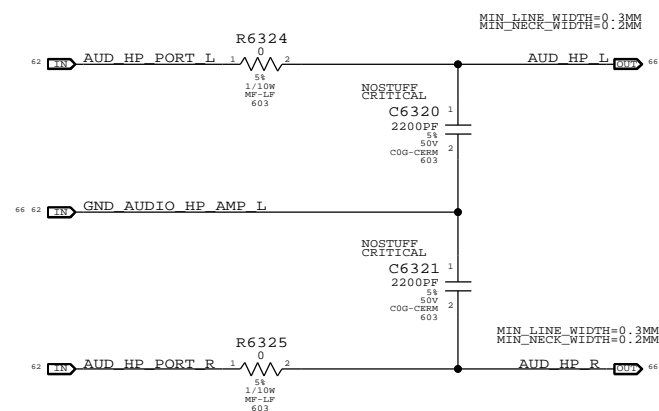 MIN_LINE_WIDTH=0.3MM
MIN_NECK_WIDTH=0.2MM
R6324
0
62 IN AUD_HP_PORT_L 1 2 AUD_HP_L OUT 66
5%
1/10W
MF-LF
603
NOSTUFF
CRITICAL
C6320 1
2200PF
5%
50V
C0G-CERM 2
603
66 62 IN GND_AUDIO_HP_AMP_L
NOSTUFF
CRITICAL
C6321 1
2200PF
5%
50V
C0G-CERM 2
603
MIN_LINE_WIDTH=0.3MM
MIN_NECK_WIDTH=0.2MM
R6325
0
62 IN AUD_HP_PORT_R 1 2 AUD_HP_R OUT 66
5%
1/10W
MF-LF
603